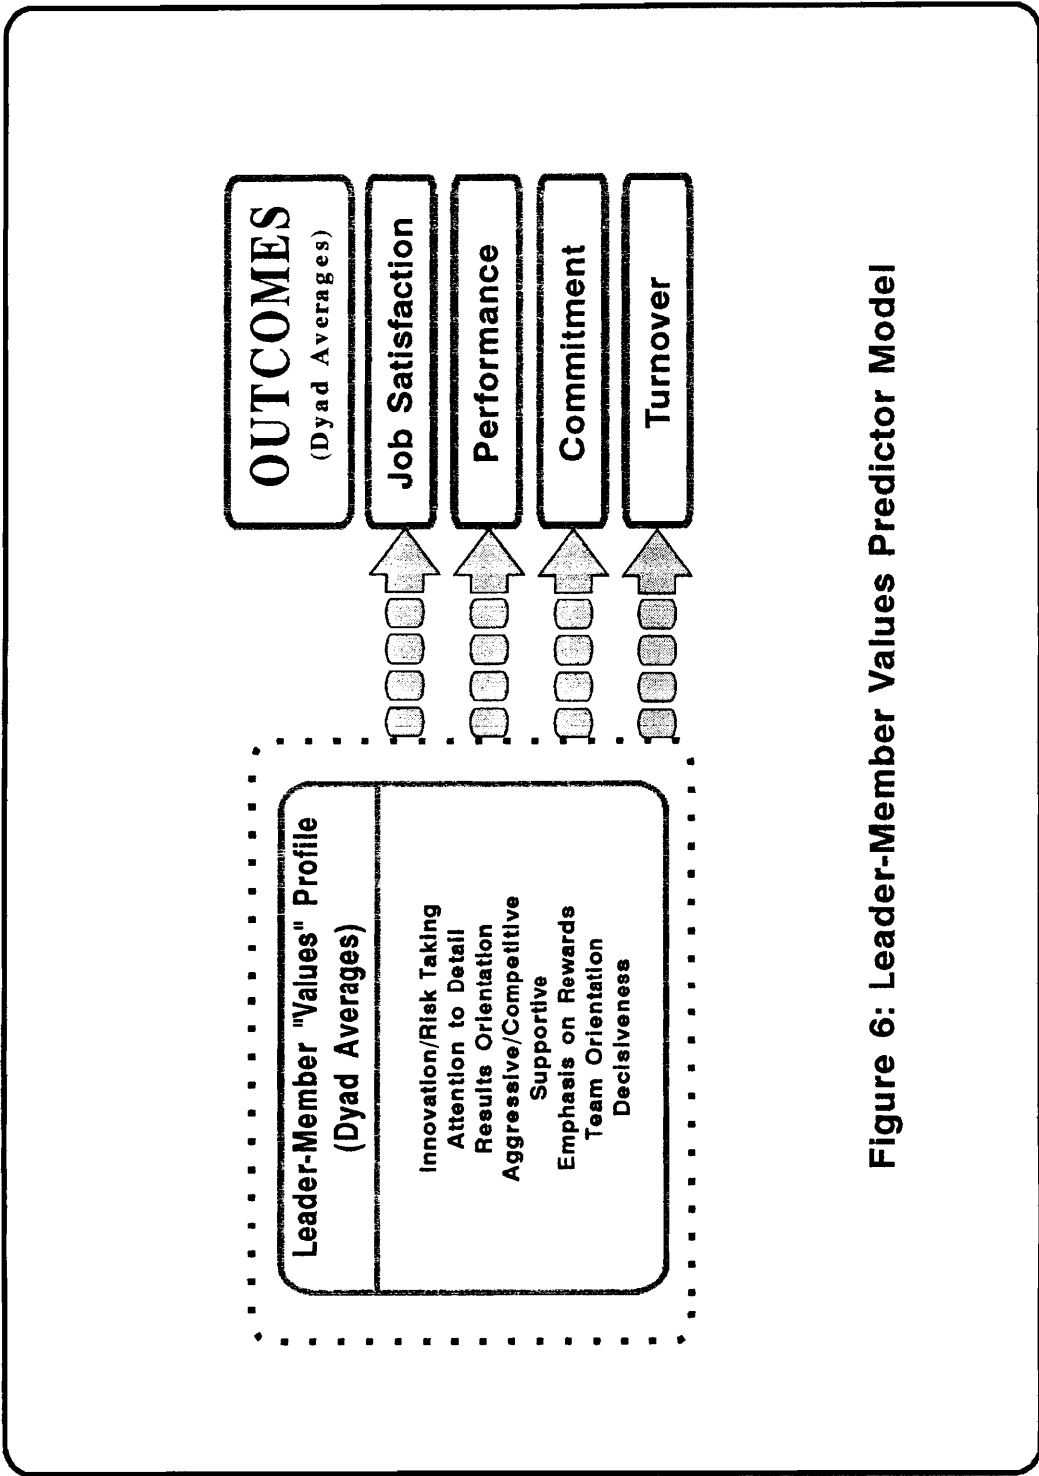 Leader-Member "Values" Profile
(Dyad Averages)
Innovation/Risk Taking
Attention to Detail
Results Orientation
Aggressive/Competitive
Supportive
Emphasis on Rewards
Team Orientation
Decisiveness
OUTCOMES
(Dyad Averages)
Job Satisfaction
Performance
Commitment
Turnover
Figure 6: Leader-Member Values Predictor Model